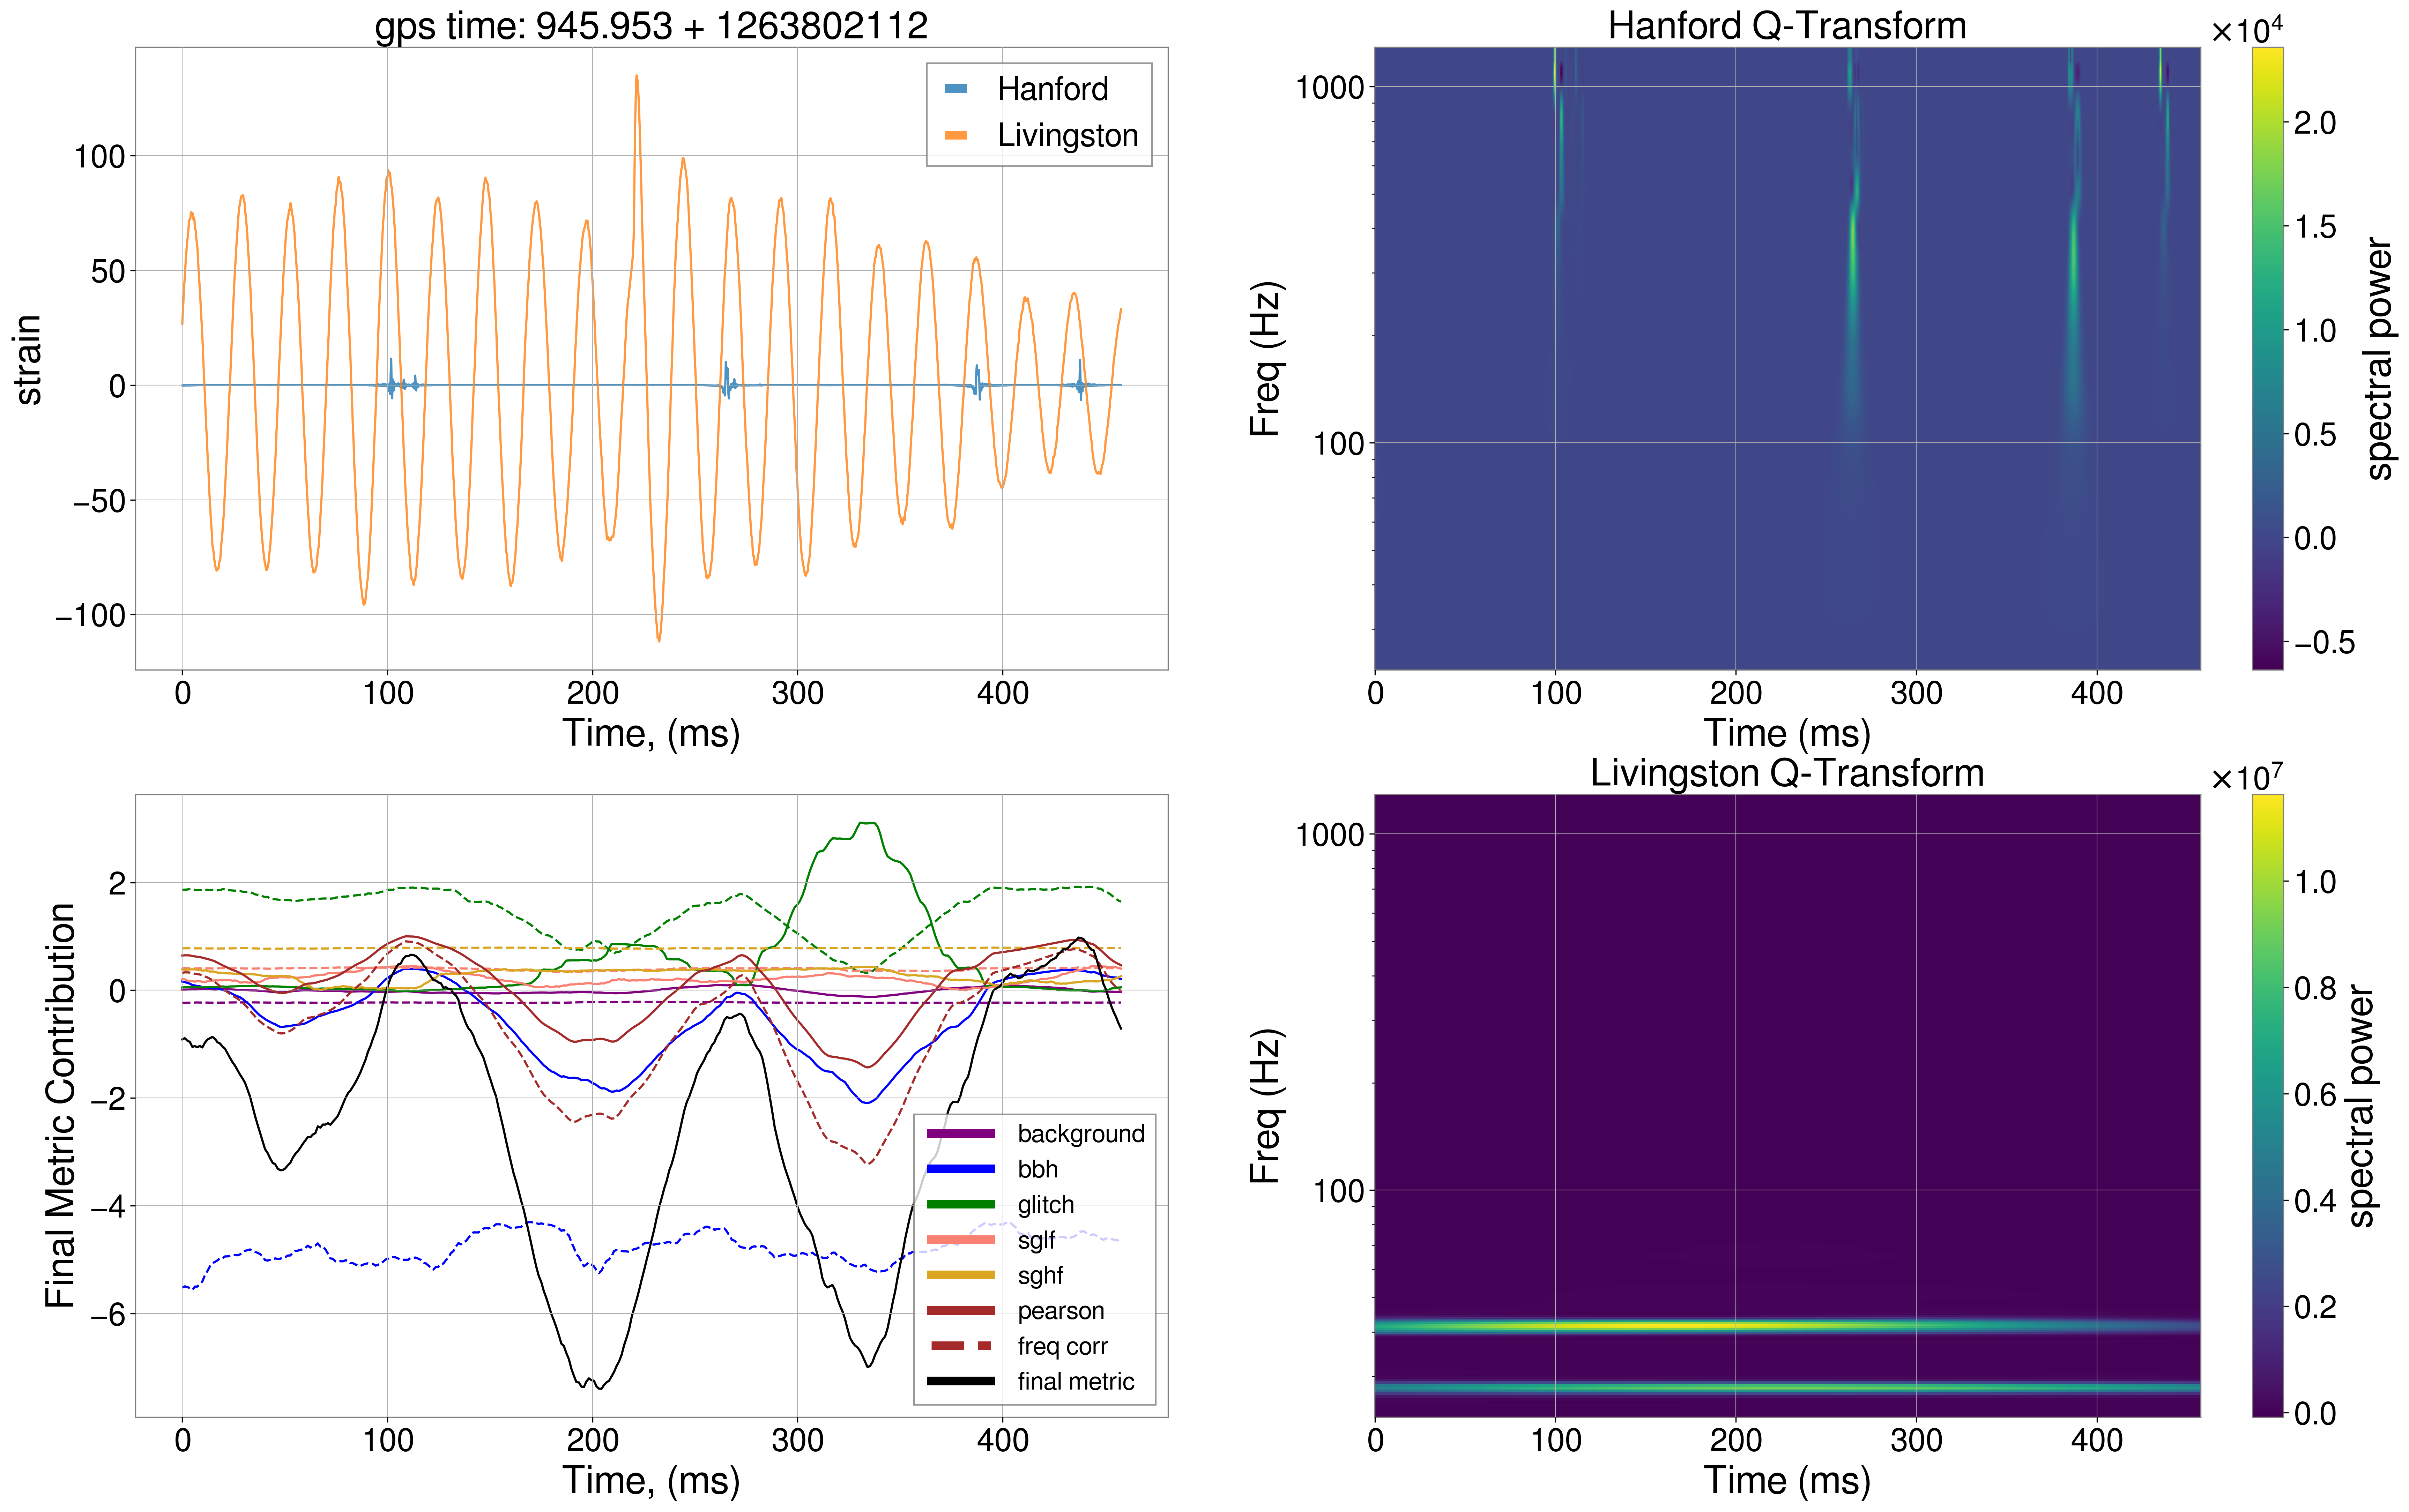 gps time: 945.953 + 1263802112
Hanford
Livingston
strain
100
50
0
−50
−100
0
100
200
300
400
Time, (ms)
Hanford Q-Transform
×10⁴
Freq (Hz)
1000
100
0
100
200
300
400
Time (ms)
2.0
1.5
1.0
0.5
0.0
−0.5
spectral power
Final Metric Contribution
2
0
−2
−4
−6
background
bbh
glitch
sglf
sghf
pearson
freq corr
final metric
0
100
200
300
400
Time, (ms)
Livingston Q-Transform
×10⁷
Freq (Hz)
1000
100
0
100
200
300
400
Time (ms)
1.0
0.8
0.6
0.4
0.2
0.0
spectral power